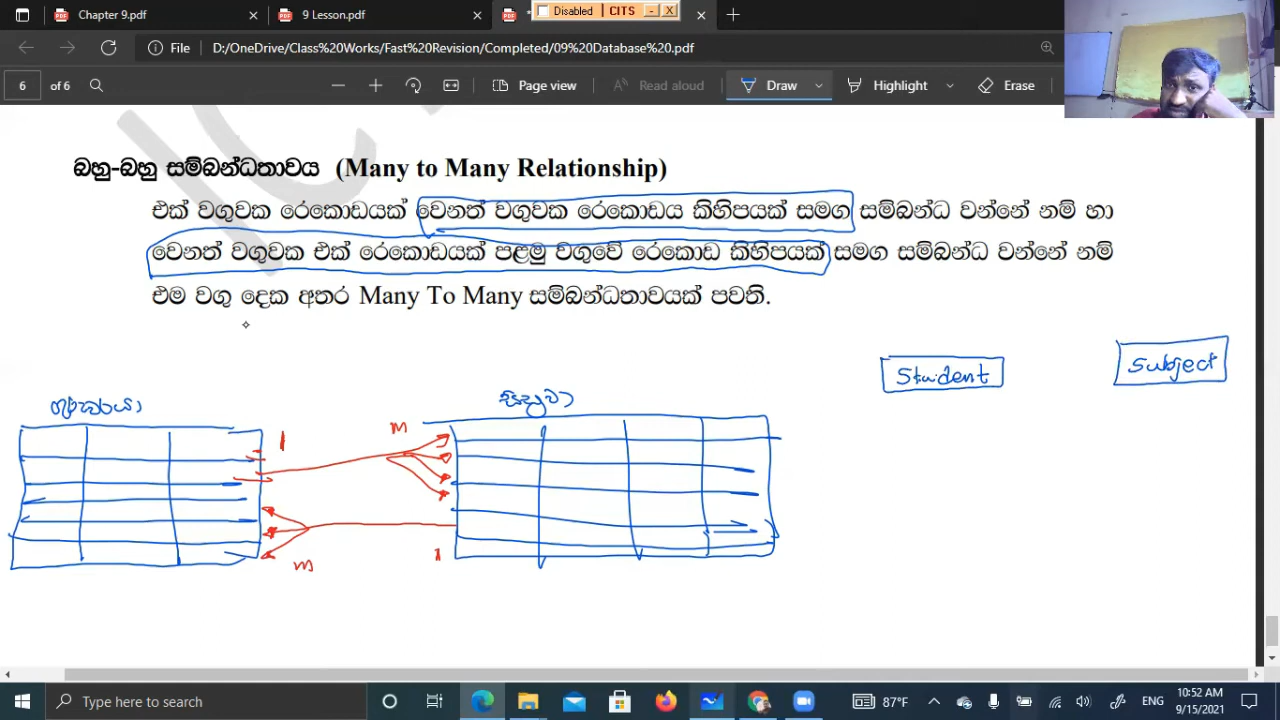 Chapter 9.pdf
9 Lesson.pdf
Disabled | CITS
File D:/OneDrive/Class%20Works/Fast%20Revision/Completed/09%20Database%20.pdf
6 of 6 Page view Read aloud Draw Highlight Erase
බහු-බහු සම්බන්ධතාවය (Many to Many Relationship)
එක් වගුවක රෙකොඩයක් වෙනත් වගුවක රෙකොඩය කිහිපයක් සමග සම්බන්ධ වන්නේ නම් හා
වෙනත් වගුවක එක් රෙකොඩයක් පළමු වගුවේ රෙකොඩ කිහිපයක් සමග සම්බන්ධ වන්නේ නම්
එම වගු දෙක අතර Many To Many සම්බන්ධතාවයක් පවතී.
Student
Subject
සිසුවා
1
m
m
1
Type here to search
87°F
ENG
10:52 AM
9/15/2021